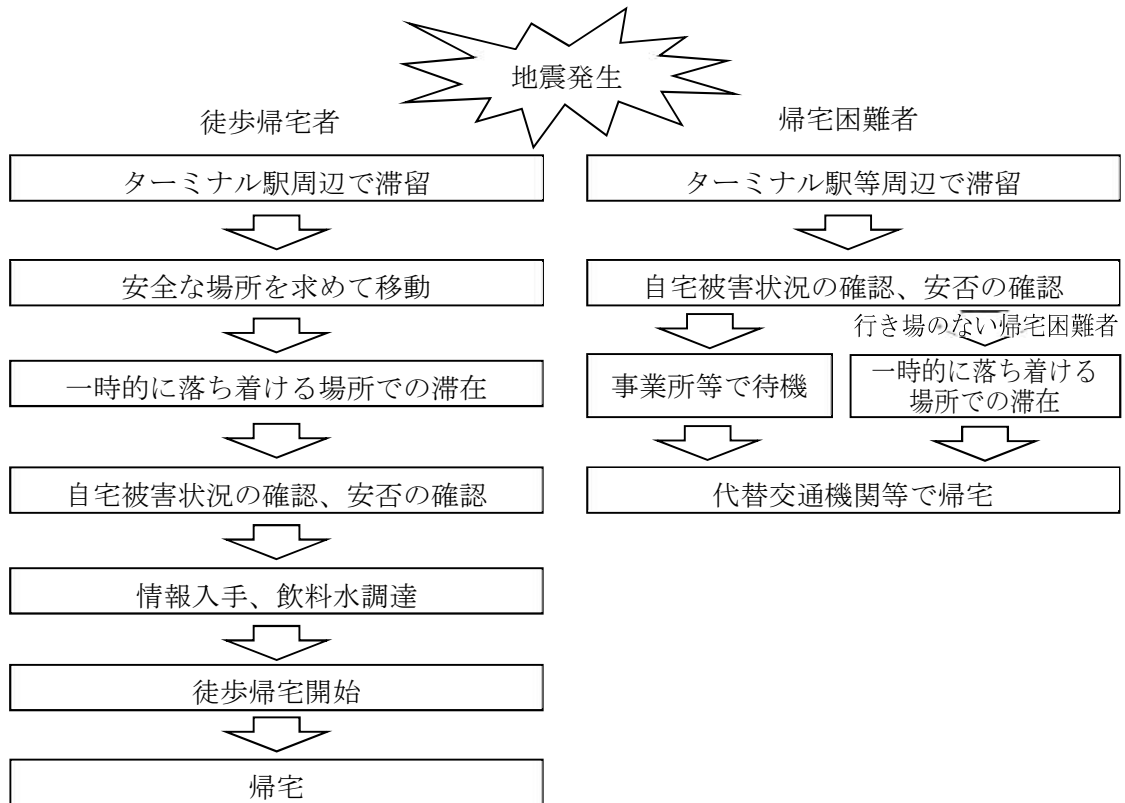 地震発生
徒歩帰宅者
ターミナル駅周辺で滞留
安全な場所を求めて移動
一時的に落ち着ける場所での滞在
自宅被害状況の確認、安否の確認
情報入手、飲料水調達
徒歩帰宅開始
帰宅
帰宅困難者
ターミナル駅等周辺で滞留
自宅被害状況の確認、安否の確認
行き場のない帰宅困難者
事業所等で待機
一時的に落ち着ける
場所での滞在
代替交通機関等で帰宅